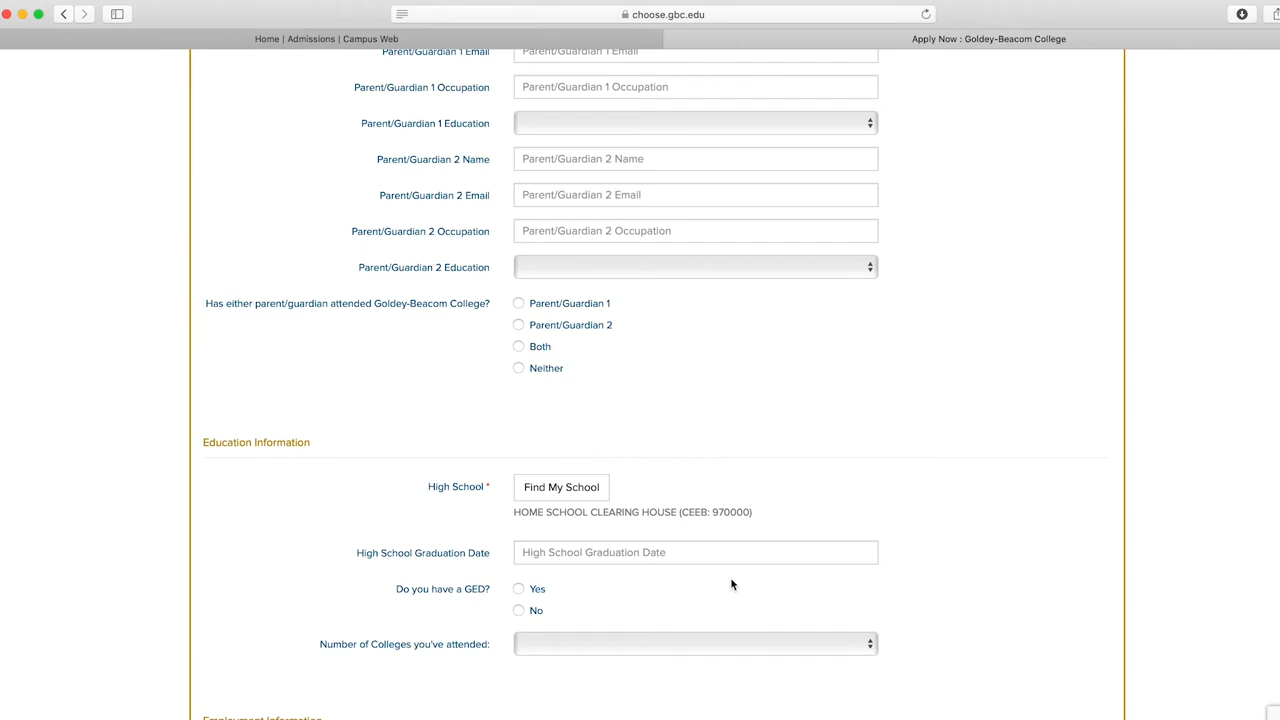 choose.gbc.edu
Home | Admissions | Campus Web
Apply Now : Goldey-Beacom College
Parent/Guardian 1 Email
Parent/Guardian 1 Email
Parent/Guardian 1 Occupation
Parent/Guardian 1 Occupation
Parent/Guardian 1 Education
Parent/Guardian 2 Name
Parent/Guardian 2 Name
Parent/Guardian 2 Email
Parent/Guardian 2 Email
Parent/Guardian 2 Occupation
Parent/Guardian 2 Occupation
Parent/Guardian 2 Education
Has either parent/guardian attended Goldey-Beacom College?
Parent/Guardian 1
Parent/Guardian 2
Both
Neither
Education Information
High School *
Find My School
HOME SCHOOL CLEARING HOUSE (CEEB: 970000)
High School Graduation Date
High School Graduation Date
Do you have a GED?
Yes
No
Number of Colleges you've attended:
Employment Information